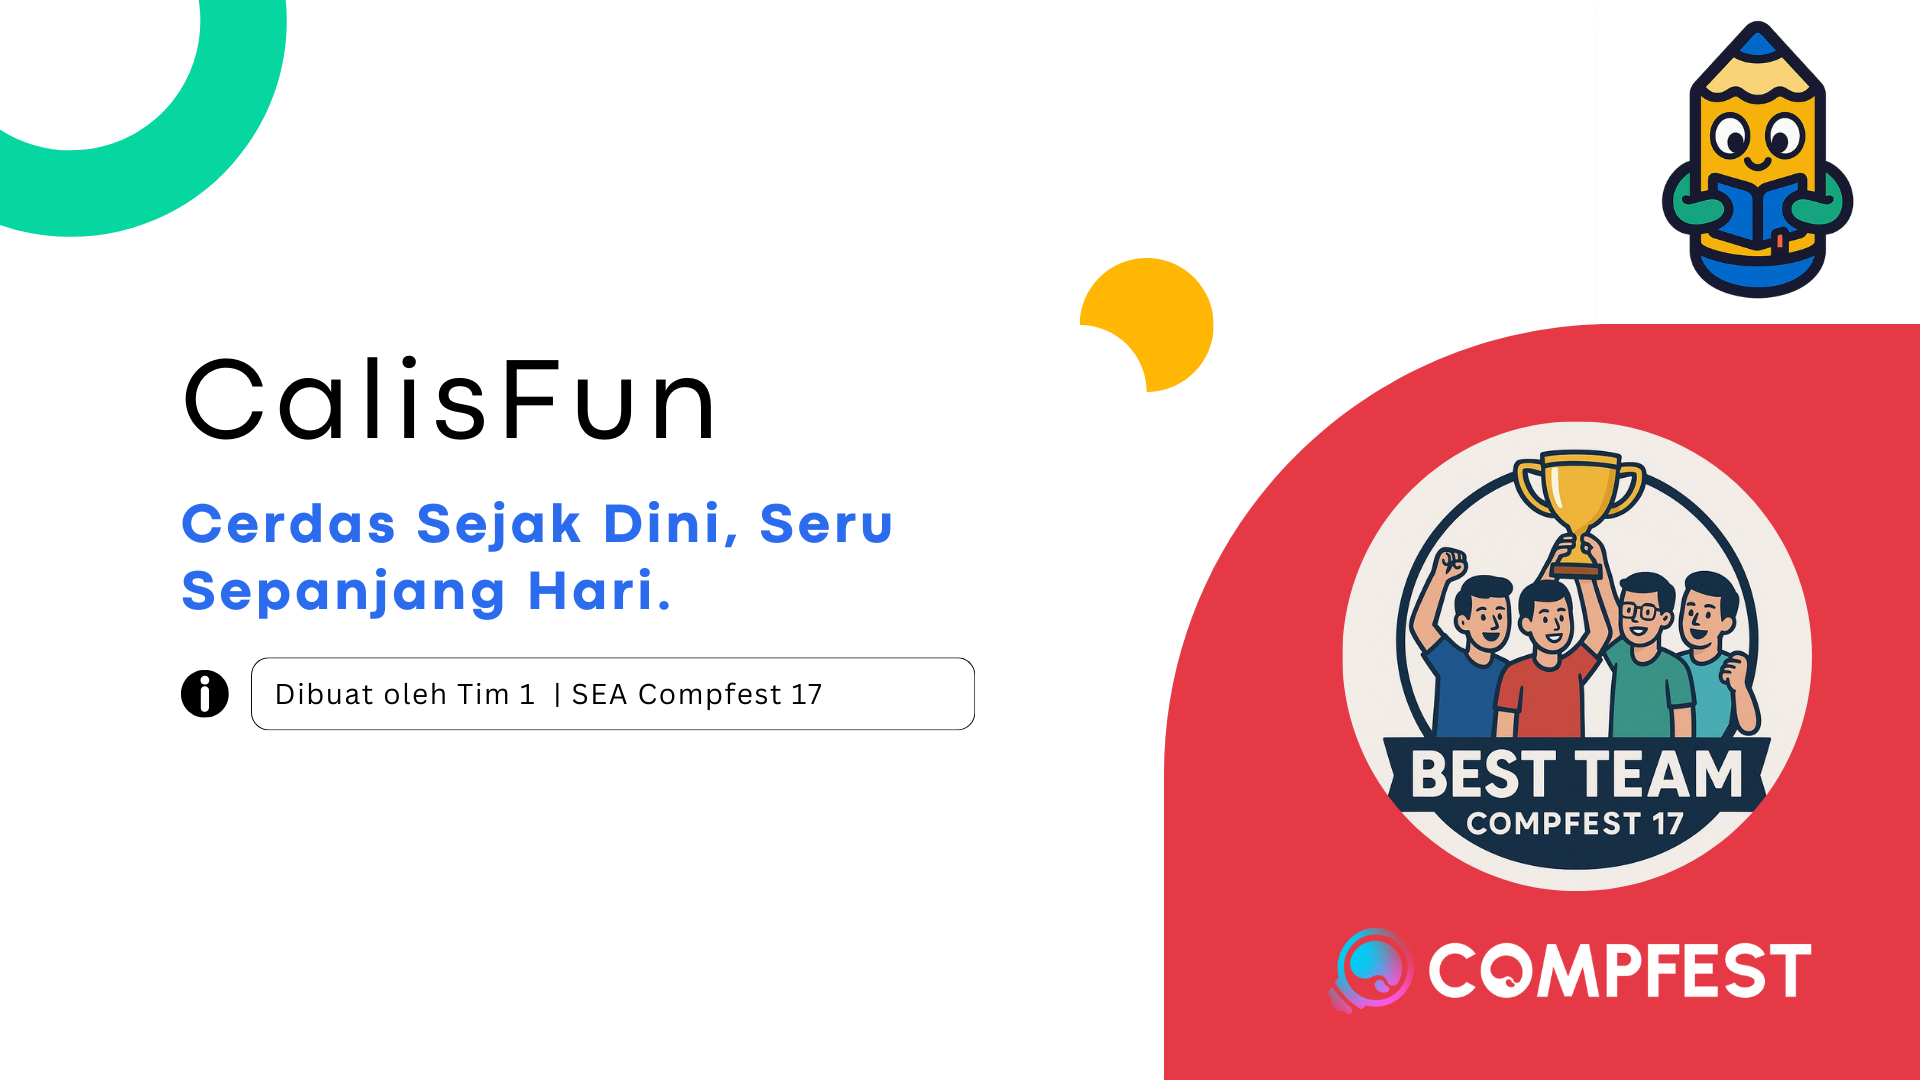 CalisFun
Cerdas Sejak Dini, Seru
Sepanjang Hari.
Dibuat oleh Tim 1 | SEA Compfest 17
BEST TEAM
COMPFEST 17
COMPFEST